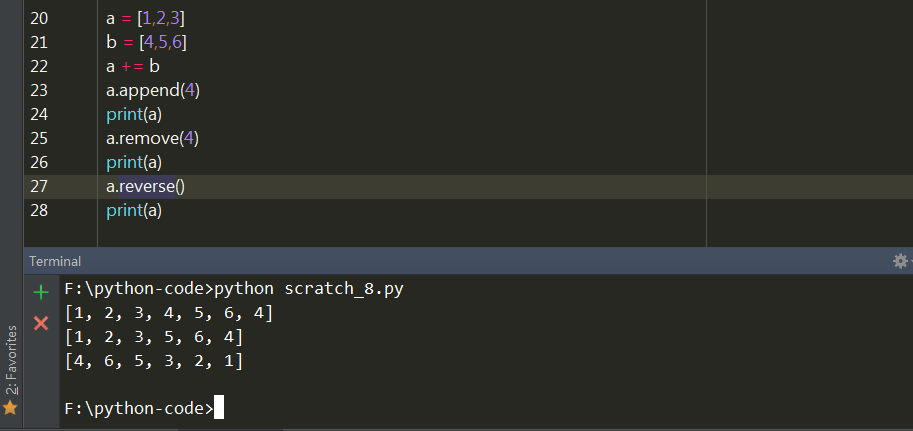 20 a = [1,2,3]
21 b = [4,5,6]
22 a += b
23 a.append(4)
24 print(a)
25 a.remove(4)
26 print(a)
27 a.reverse()
28 print(a)
Terminal
F:\python-code>python scratch_8.py
[1, 2, 3, 4, 5, 6, 4]
[1, 2, 3, 5, 6, 4]
[4, 6, 5, 3, 2, 1]
F:\python-code>
2: Favorites